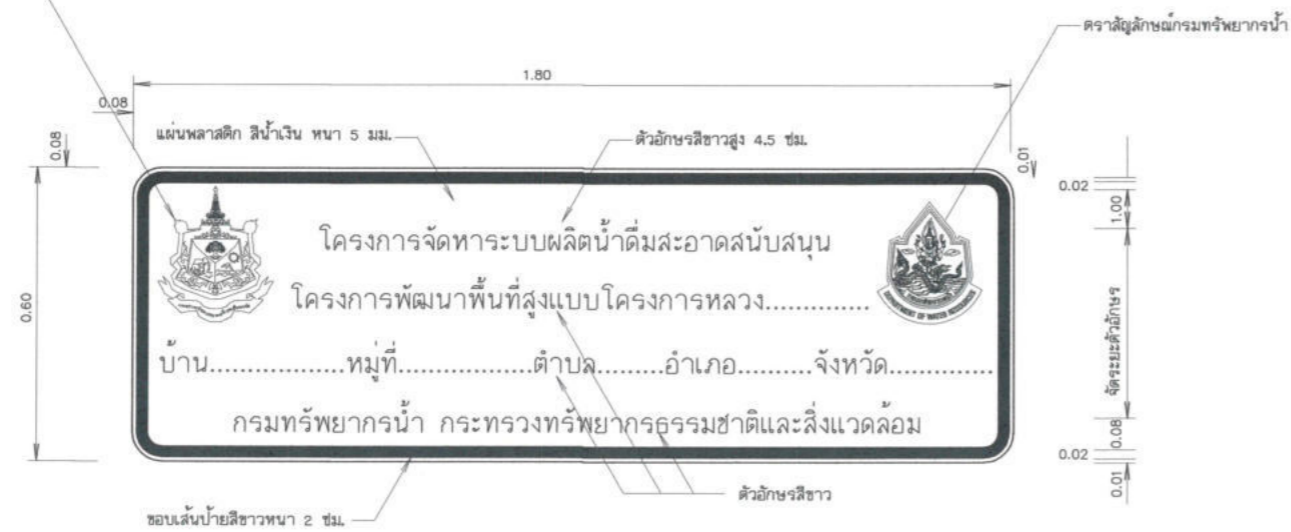 ตราสัญลักษณ์กรมทรัพยากรน้ำ
1.80
0.08
0.08
แผ่นพลาสติก สีน้ำเงิน หนา 5 มม.
ตัวอักษรสีขาวสูง 4.5 ซม.
0.01
0.02
1.00
โครงการจัดหาระบบผลิตน้ำดื่มสะอาดสนับสนุน
โครงการพัฒนาพื้นที่สูงแบบโครงการหลวง..............
0.60
จัดระยะตัวอักษร
บ้าน..................หมู่ที่..................ตำบล.........อำเภอ..........จังหวัด..............
กรมทรัพยากรน้ำ กระทรวงทรัพยากรธรรมชาติและสิ่งแวดล้อม
0.08
0.02
0.01
ตัวอักษรสีขาว
ขอบเส้นป้ายสีขาวหนา 2 ซม.